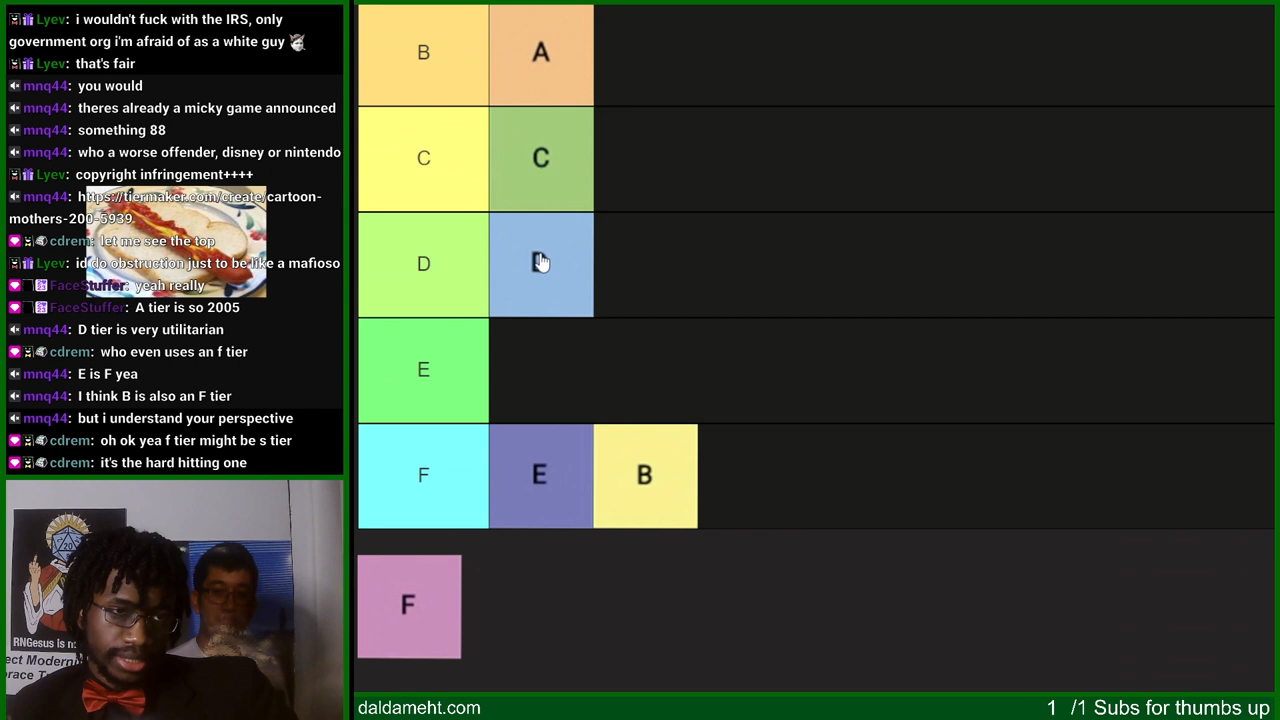 Lyev: i wouldn't fuck with the IRS, only
government org i'm afraid of as a white guy
Lyev: that's fair
mnq44: you would
mnq44: theres already a micky game announced
mnq44: something 88
mnq44: who a worse offender, disney or nintendo
Lyev: copyright infringement++++
mnq44: https://tiermaker.com/create/cartoon-
mothers-200-5939
cdrem: let me see the top
Lyev: id do obstruction just to be like a mafioso
FaceStuffer: yeah really
FaceStuffer: A tier is so 2005
mnq44: D tier is very utilitarian
cdrem: who even uses an f tier
mnq44: E is F yea
mnq44: I think B is also an F tier
mnq44: but i understand your perspective
cdrem: oh ok yea f tier might be s tier
cdrem: it's the hard hitting one
20
RNGesus is
ect Modern
brace
B A
C C
D D
E
F E B
F
daldameht.com
1 /1 Subs for thumbs up